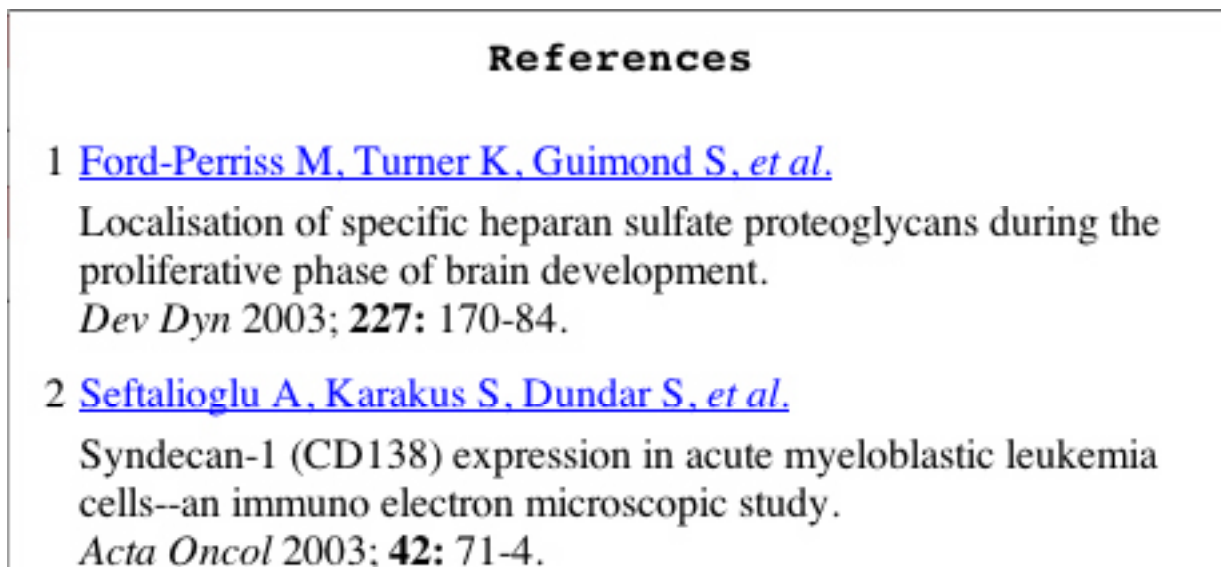 References
1 Ford-Perriss M, Turner K, Guimond S, et al.
Localisation of specific heparan sulfate proteoglycans during the
proliferative phase of brain development.
Dev Dyn 2003; 227: 170-84.
2 Seftalioglu A, Karakus S, Dundar S, et al.
Syndecan-1 (CD138) expression in acute myeloblastic leukemia
cells--an immuno electron microscopic study.
Acta Oncol 2003; 42: 71-4.